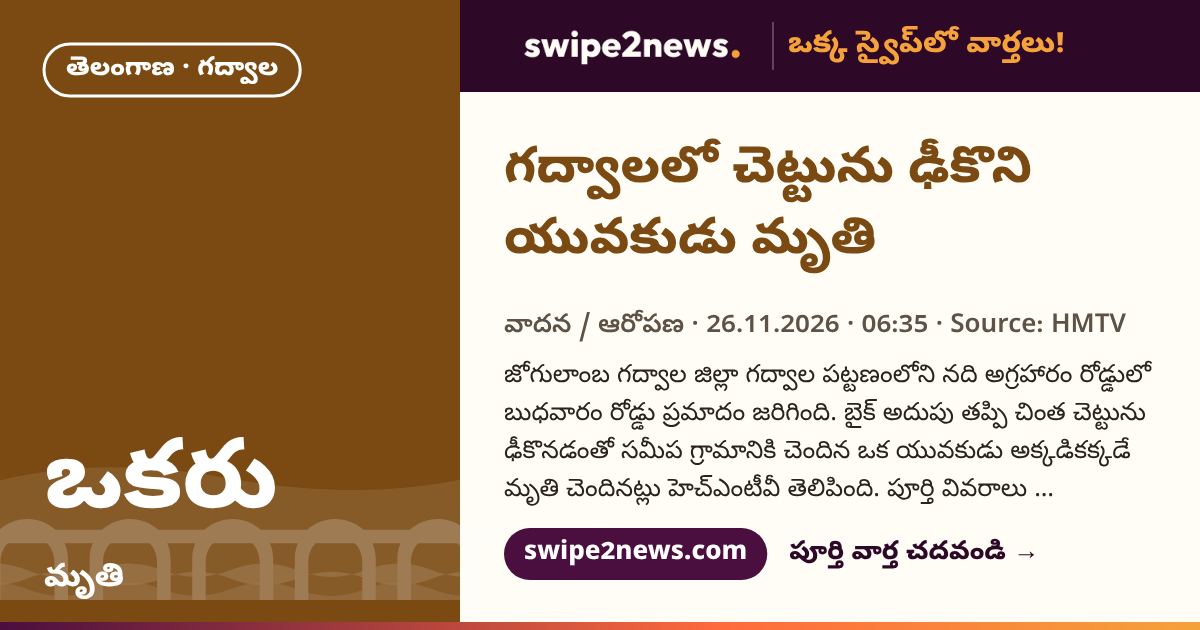 తెలంగాణ · గద్వాల
swipe2news.
ఒక్క స్వైప్‌లో వార్తలు!
గద్వాలలో చెట్టును ఢీకొని
యువకుడు మృతి
వాదన / ఆరోపణ · 26.11.2026 · 06:35 · Source: HMTV
జోగులాంబ గద్వాల జిల్లా గద్వాల పట్టణంలోని నది అగ్రహారం రోడ్డులో
బుధవారం రోడ్డు ప్రమాదం జరిగింది. బైక్ అదుపు తప్పి చింత చెట్టును
ఢీకొనడంతో సమీప గ్రామానికి చెందిన ఒక యువకుడు అక్కడికక్కడే
మృతి చెందినట్లు హెచ్ఎంటీవీ తెలిపింది. పూర్తి వివరాలు ...
ఒకరు
మృతి
swipe2news.com
పూర్తి వార్త చదవండి →